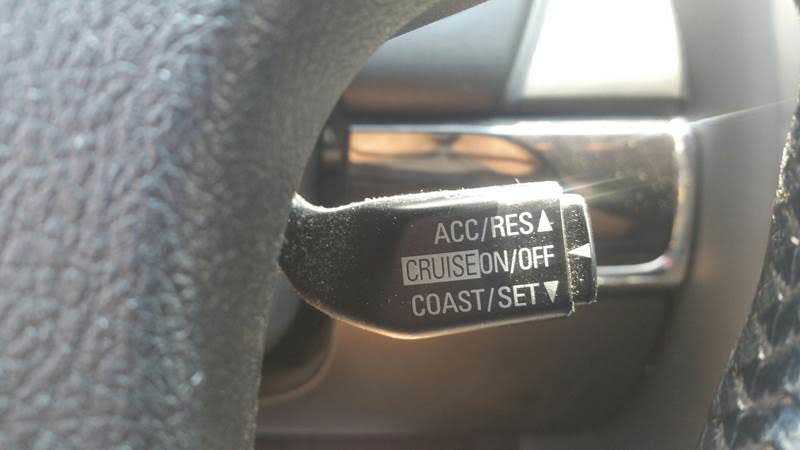 ACC/RES▲
CRUISE ON/OFF ◀
COAST/SET▼